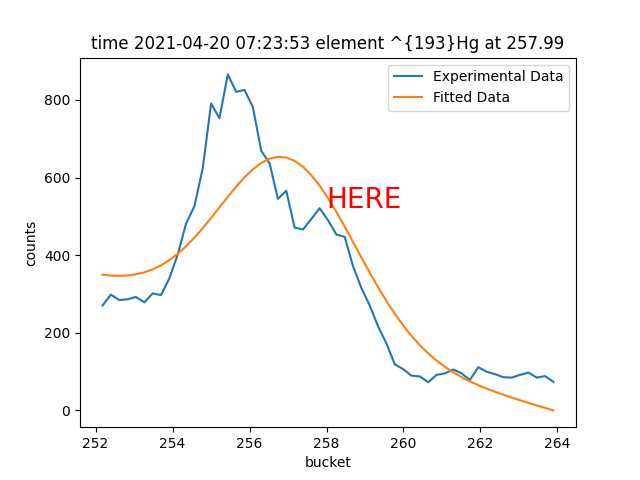 time 2021-04-20 07:23:53 element ^{193}Hg at 257.99
Experimental Data
Fitted Data
HERE
counts
800
600
400
200
0
252 254 256 258 260 262 264
bucket